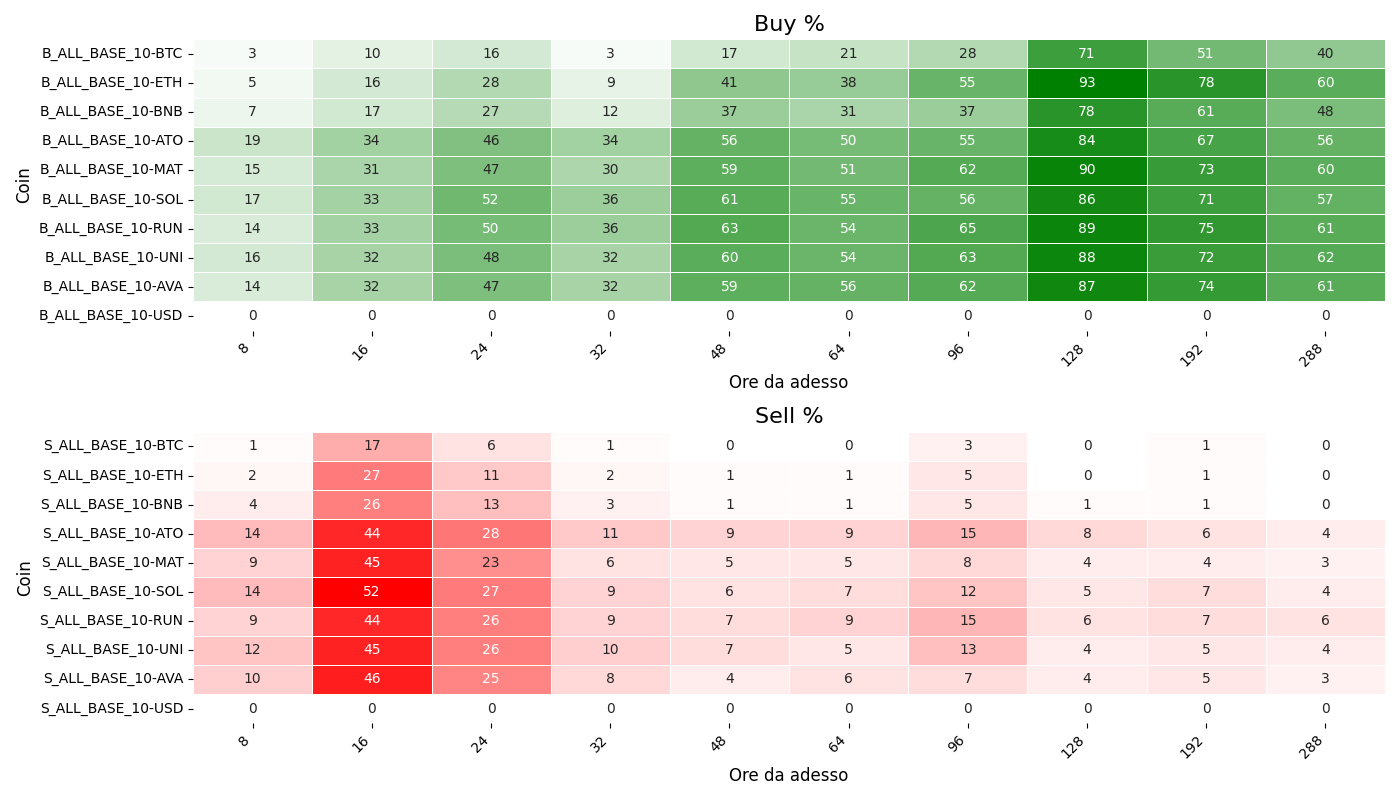 Buy %
Coin
B_ALL_BASE_10-BTC 3 10 16 3 17 21 28 71 51 40
B_ALL_BASE_10-ETH 5 16 28 9 41 38 55 93 78 60
B_ALL_BASE_10-BNB 7 17 27 12 37 31 37 78 61 48
B_ALL_BASE_10-ATO 19 34 46 34 56 50 55 84 67 56
B_ALL_BASE_10-MAT 15 31 47 30 59 51 62 90 73 60
B_ALL_BASE_10-SOL 17 33 52 36 61 55 56 86 71 57
B_ALL_BASE_10-RUN 14 33 50 36 63 54 65 89 75 61
B_ALL_BASE_10-UNI 16 32 48 32 60 54 63 88 72 62
B_ALL_BASE_10-AVA 14 32 47 32 59 56 62 87 74 61
B_ALL_BASE_10-USD 0 0 0 0 0 0 0 0 0 0
8 16 24 32 48 64 96 128 192 288
Ore da adesso
Sell %
Coin
S_ALL_BASE_10-BTC 1 17 6 1 0 0 3 0 1 0
S_ALL_BASE_10-ETH 2 27 11 2 1 1 5 0 1 0
S_ALL_BASE_10-BNB 4 26 13 3 1 1 5 1 1 0
S_ALL_BASE_10-ATO 14 44 28 11 9 9 15 8 6 4
S_ALL_BASE_10-MAT 9 45 23 6 5 5 8 4 4 3
S_ALL_BASE_10-SOL 14 52 27 9 6 7 12 5 7 4
S_ALL_BASE_10-RUN 9 44 26 9 7 9 15 6 7 6
S_ALL_BASE_10-UNI 12 45 26 10 7 5 13 4 5 4
S_ALL_BASE_10-AVA 10 46 25 8 4 6 7 4 5 3
S_ALL_BASE_10-USD 0 0 0 0 0 0 0 0 0 0
8 16 24 32 48 64 96 128 192 288
Ore da adesso